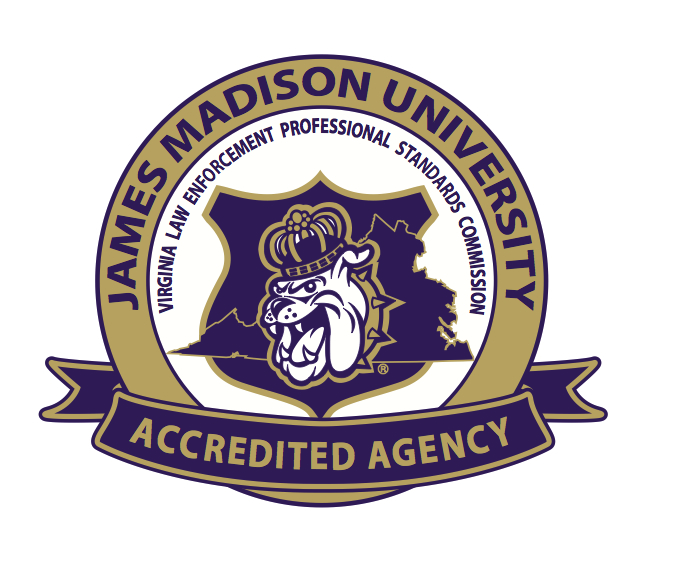 JAMES MADISON UNIVERSITY
VIRGINIA LAW ENFORCEMENT PROFESSIONAL STANDARDS COMMISSION
®
ACCREDITED AGENCY